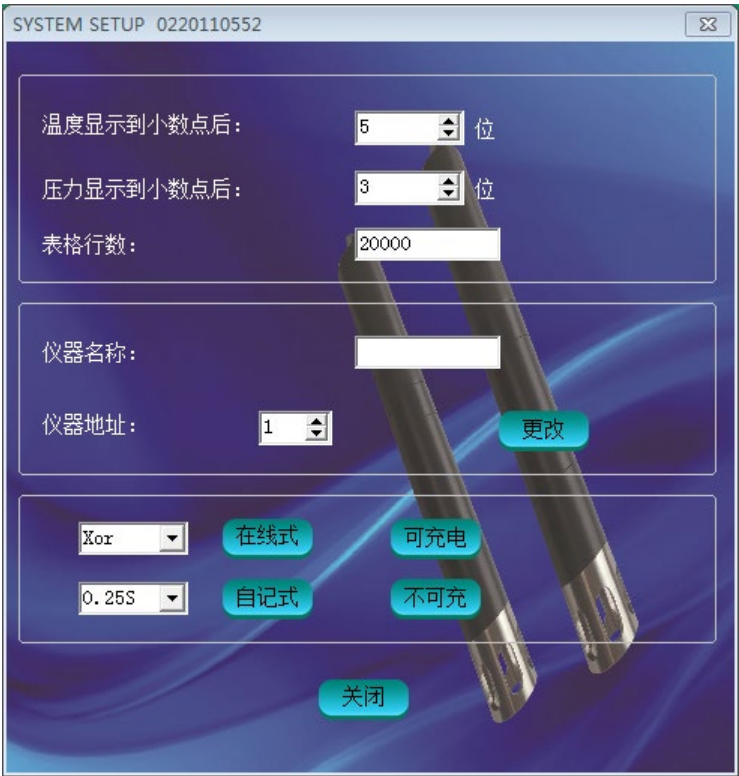 SYSTEM SETUP 0220110552
温度显示到小数点后： 5 位
压力显示到小数点后： 3 位
表格行数： 20000
仪器名称：
仪器地址： 1 更改
Xor 在线式 可充电
0.25S 自记式 不可充
关闭